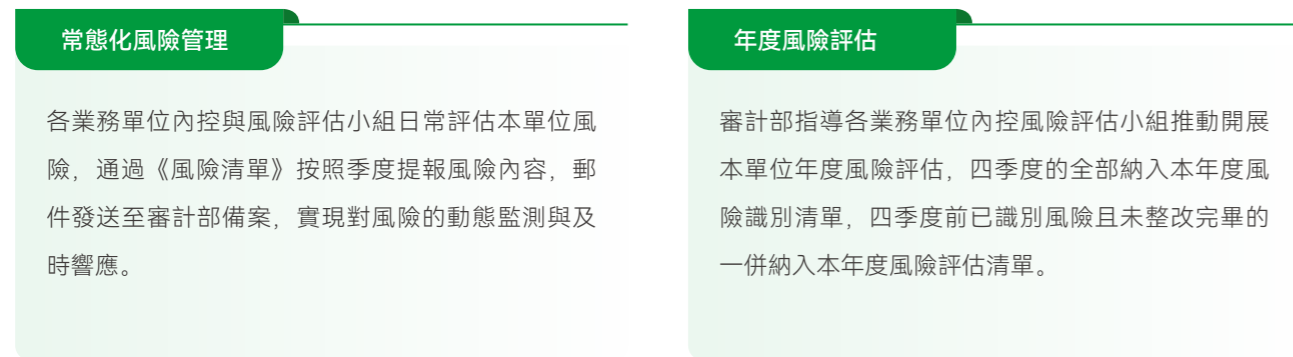 常態化風險管理
各業務單位內控與風險評估小組日常評估本單位風
險，通過《風險清單》按照季度提報風險內容，郵
件發送至審計部備案，實現對風險的動態監測與及
時響應。
年度風險評估
審計部指導各業務單位內控風險評估小組推動開展
本單位年度風險評估，四季度的全部納入本年度風
險識別清單，四季度前已識別風險且未整改完畢的
一併納入本年度風險評估清單。